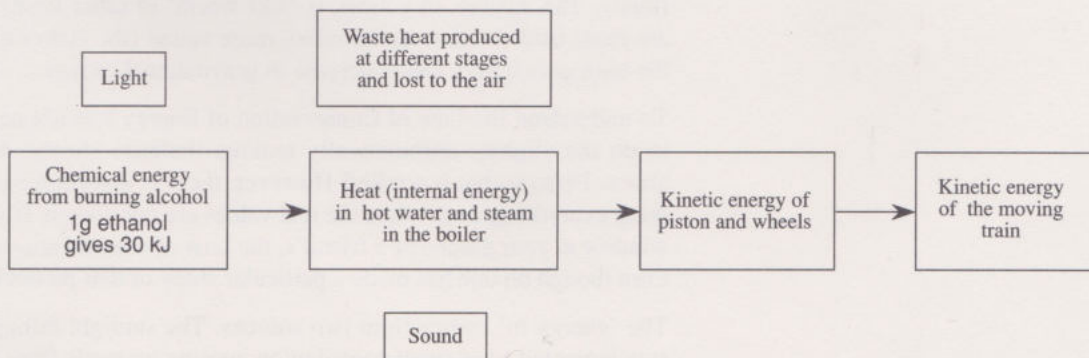 Light
Waste heat produced
at different stages
and lost to the air
Chemical energy
from burning alcohol
1g ethanol
gives 30 kJ
Heat (internal energy)
in hot water and steam
in the boiler
Kinetic energy of
piston and wheels
Kinetic energy
of the moving
train
Sound